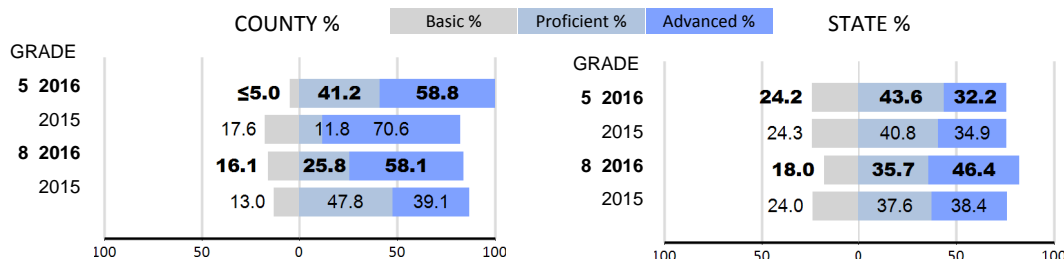 COUNTY % Basic % Proficient % Advanced % STATE %
GRADE GRADE
5 2016 ≤5.0 41.2 58.8 5 2016 24.2 43.6 32.2
2015 17.6 11.8 70.6 2015 24.3 40.8 34.9
8 2016 16.1 25.8 58.1 8 2016 18.0 35.7 46.4
2015 13.0 47.8 39.1 2015 24.0 37.6 38.4
100 50 0 50 100 100 50 0 50 100